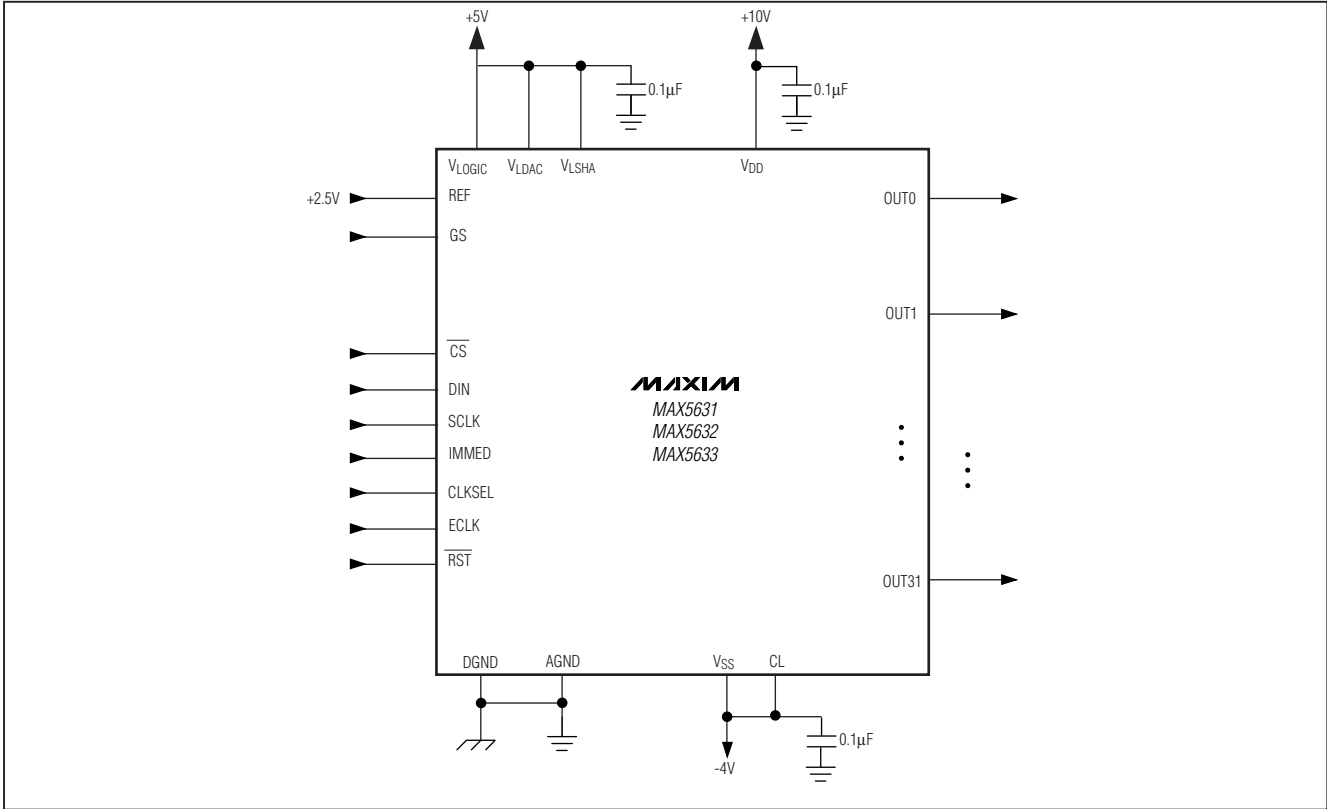 +5V
+10V
0.1μF
0.1μF
VLOGIC VLDAC VLSHA VDD
+2.5V REF
OUT0
GS
OUT1
CS
DIN
SCLK
IMMED
CLKSEL
ECLK
RST
MAXIM
MAX5631
MAX5632
MAX5633
OUT31
DGND AGND VSS CL
0.1μF
-4V